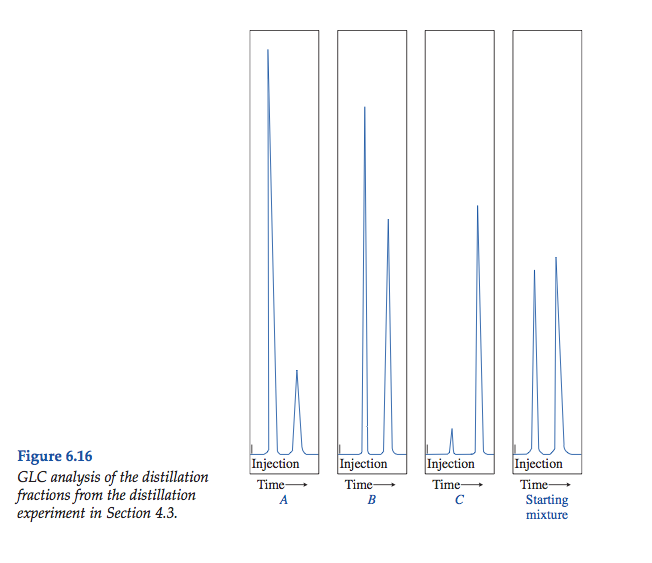 Injection
Injection
Injection
Injection
Time
Time
Time
Time
A
B
C
Starting
mixture
Figure 6.16
GLC analysis of the distillation
fractions from the distillation
experiment in Section 4.3.